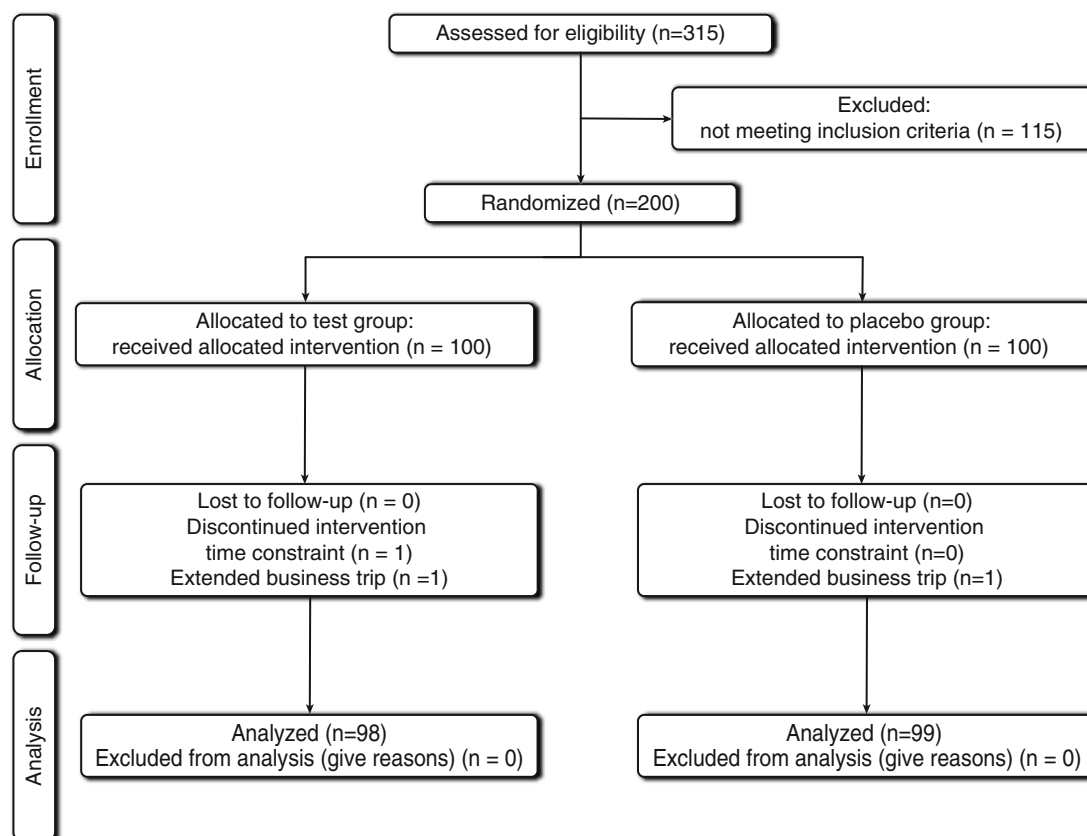 Enrollment
Assessed for eligibility (n=315)
Excluded:
not meeting inclusion criteria (n = 115)
Randomized (n=200)
Allocation
Allocated to test group:
received allocated intervention (n = 100)
Allocated to placebo group:
received allocated intervention (n = 100)
Follow-up
Lost to follow-up (n = 0)
Discontinued intervention
time constraint (n = 1)
Extended business trip (n =1)
Lost to follow-up (n=0)
Discontinued intervention
time constraint (n=0)
Extended business trip (n=1)
Analysis
Analyzed (n=98)
Excluded from analysis (give reasons) (n = 0)
Analyzed (n=99)
Excluded from analysis (give reasons) (n = 0)